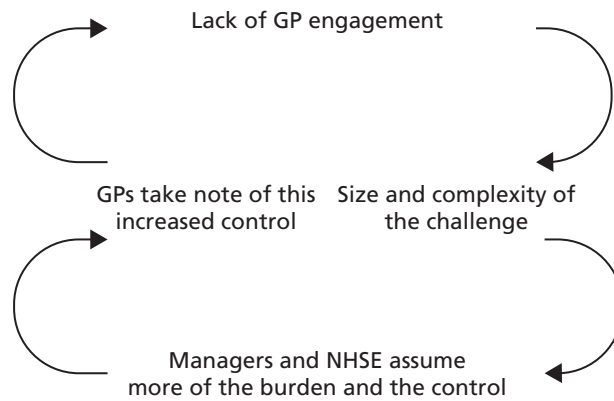 Lack of GP engagement
GPs take note of this
increased control
Size and complexity of
the challenge
Managers and NHSE assume
more of the burden and the control